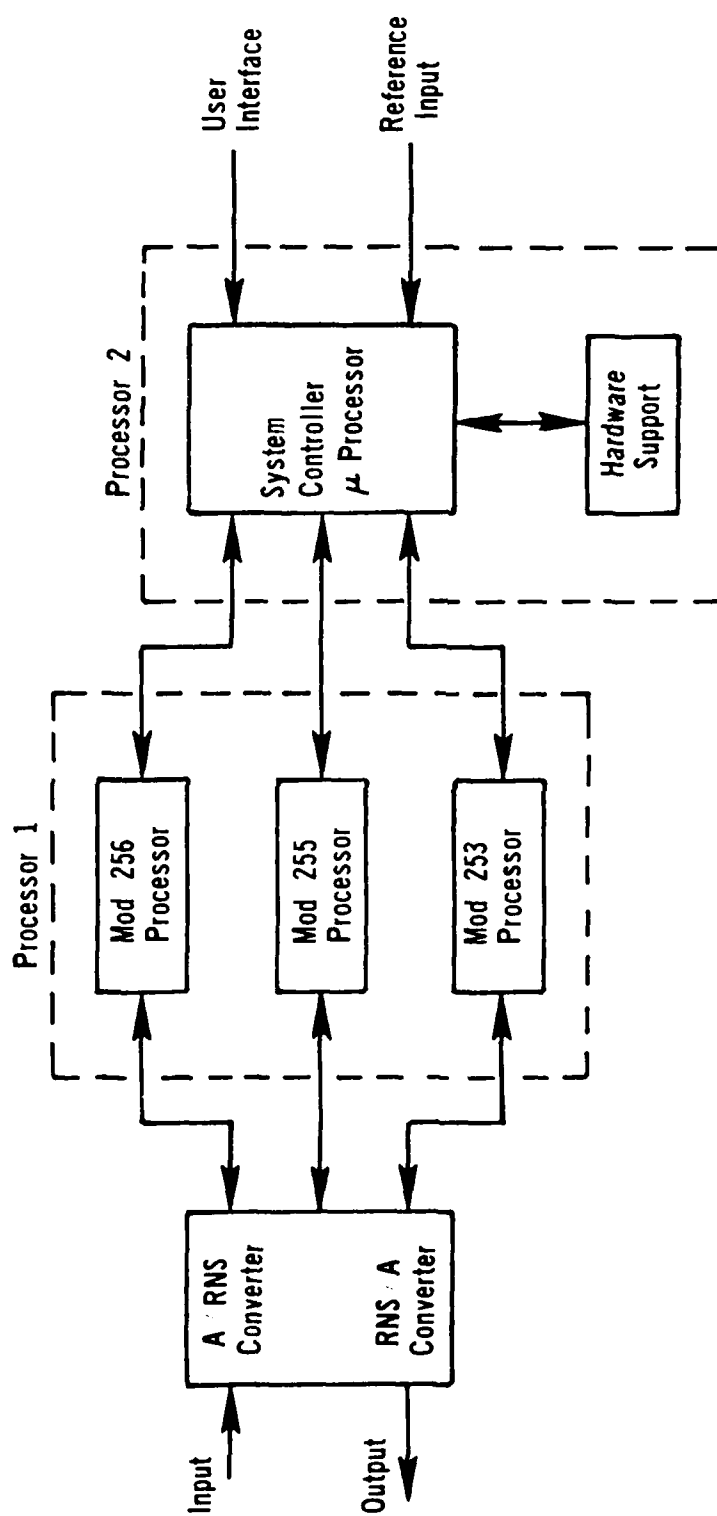 Input
Output
A/RNS
Converter
RNS/A
Converter
Processor 1
Mod 256
Processor
Mod 255
Processor
Mod 253
Processor
Processor 2
System
Controller
μ Processor
Hardware
Support
User
Interface
Reference
Input